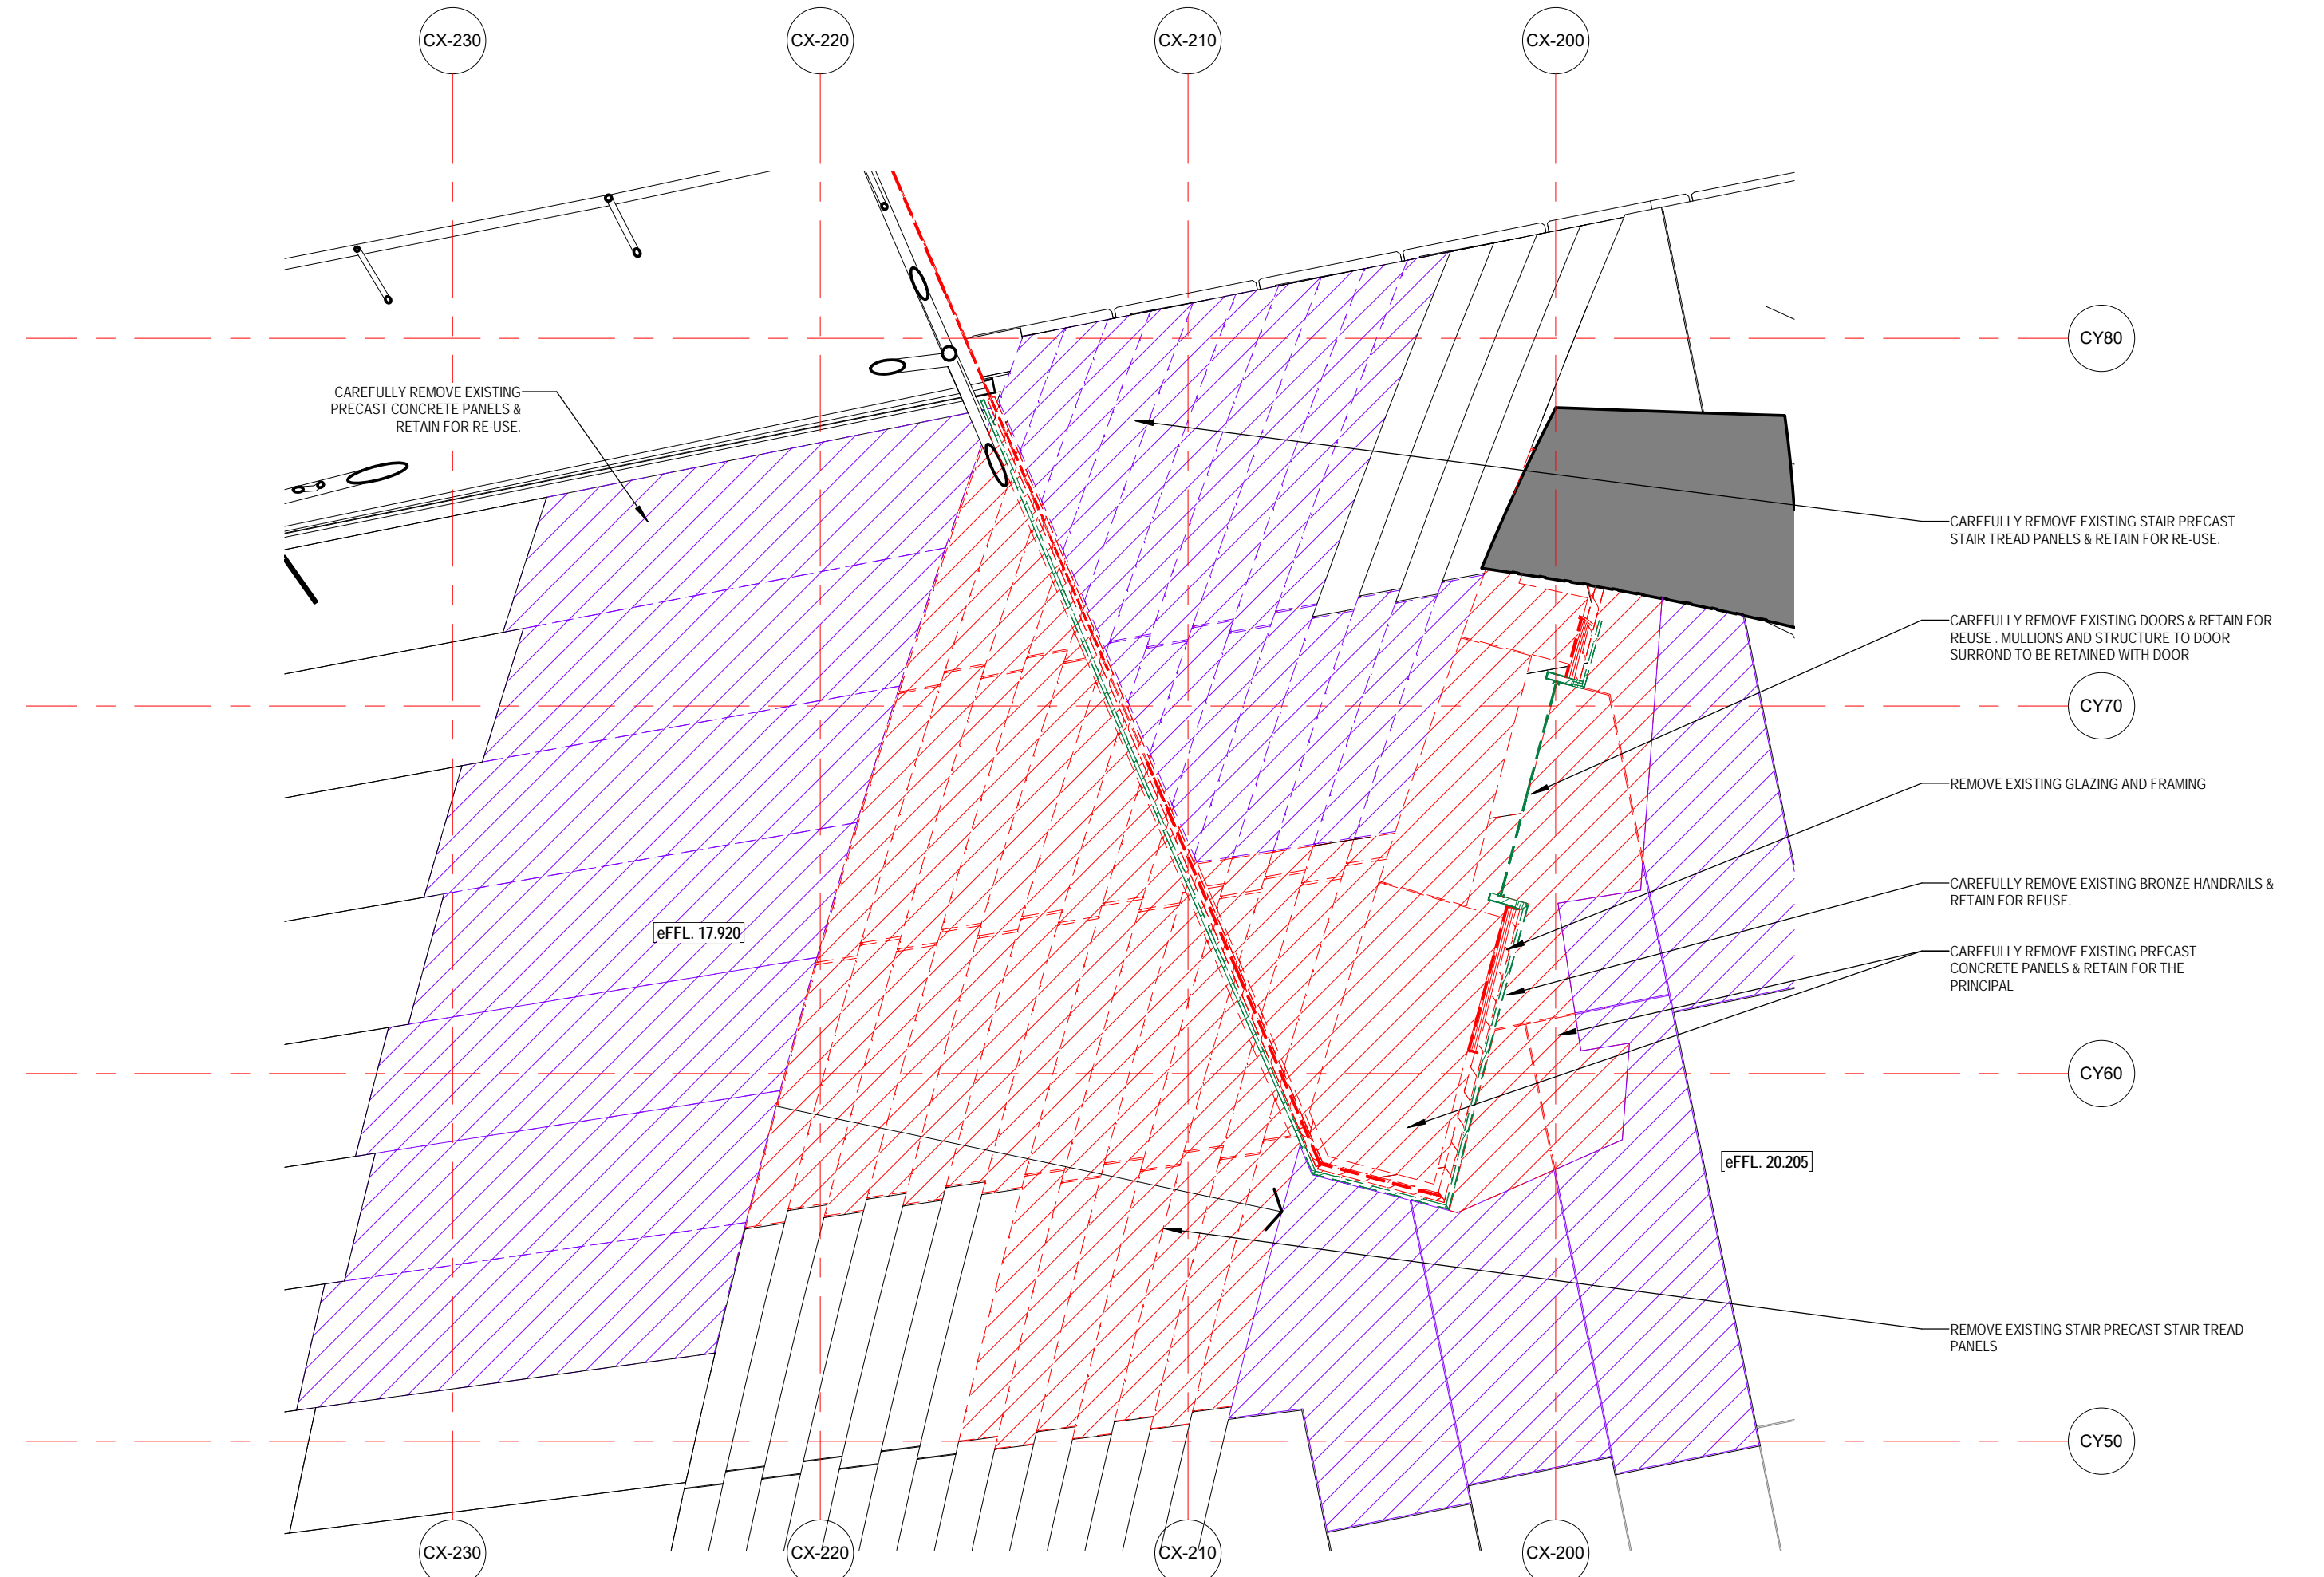 CX-230
CX-220
CX-210
CX-200
CY80
CAREFULLY REMOVE EXISTING
PRECAST CONCRETE PANELS &
RETAIN FOR RE-USE.
CAREFULLY REMOVE EXISTING STAIR PRECAST
STAIR TREAD PANELS & RETAIN FOR RE-USE.
CAREFULLY REMOVE EXISTING DOORS & RETAIN FOR
REUSE . MULLIONS AND STRUCTURE TO DOOR
SURROND TO BE RETAINED WITH DOOR
CY70
REMOVE EXISTING GLAZING AND FRAMING
CAREFULLY REMOVE EXISTING BRONZE HANDRAILS &
RETAIN FOR REUSE.
eFFL. 17.920
CAREFULLY REMOVE EXISTING PRECAST
CONCRETE PANELS & RETAIN FOR THE
PRINCIPAL
CY60
eFFL. 20.205
REMOVE EXISTING STAIR PRECAST STAIR TREAD
PANELS
CY50
CX-230
CX-220
CX-210
CX-200